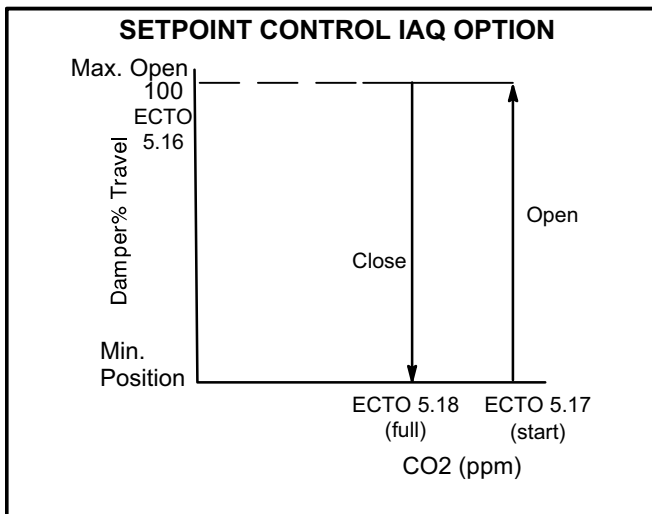 SETPOINT CONTROL IAQ OPTION
Max. Open
100
ECTO
5.16
Damper% Travel
Open
Close
Min.
Position
ECTO 5.18
(full)
ECTO 5.17
(start)
CO2 (ppm)